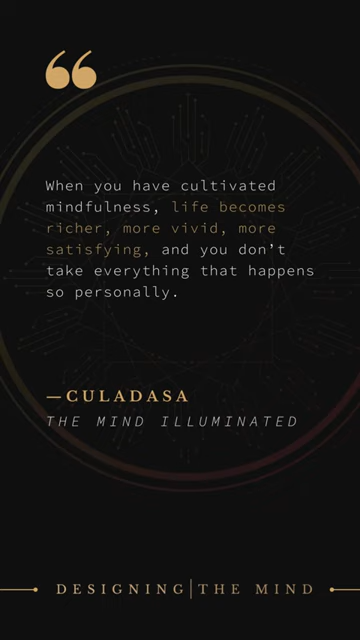 “
When you have cultivated
mindfulness, life becomes
richer, more vivid, more
satisfying, and you don’t
take everything that happens
so personally.
—CULADASA
THE MIND ILLUMINATED
DESIGNING|THE MIND